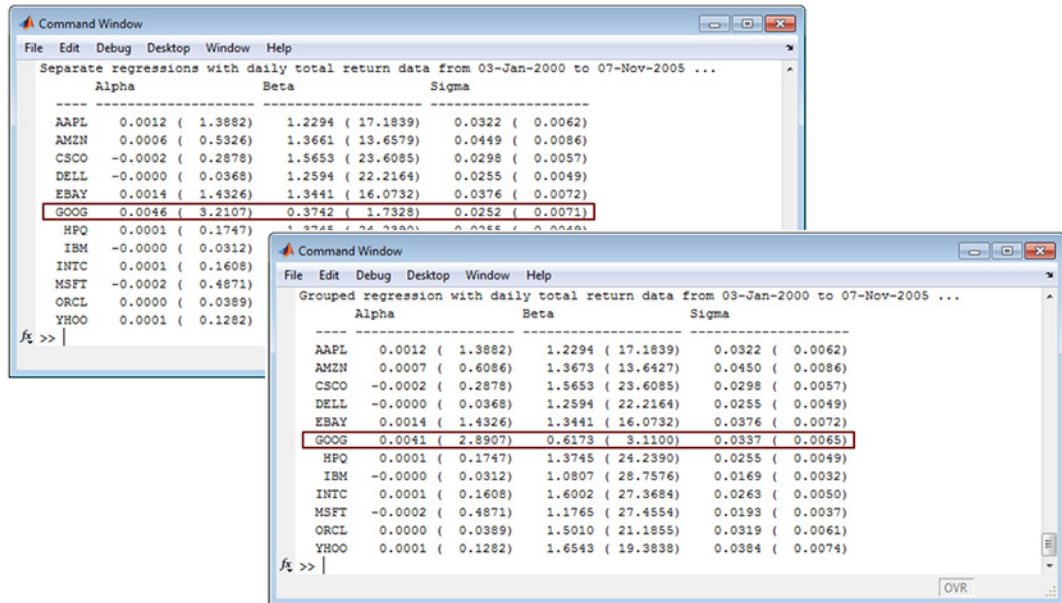 Command Window
File Edit Debug Desktop Window Help
Separate regressions with daily total return data from 03-Jan-2000 to 07-Nov-2005 ...
Alpha Beta Sigma
---- -------------------- -------------------- --------------------
AAPL 0.0012 ( 1.3882) 1.2294 ( 17.1839) 0.0322 ( 0.0062)
AMZN 0.0006 ( 0.5326) 1.3661 ( 13.6579) 0.0449 ( 0.0086)
CSCO -0.0002 ( 0.2878) 1.5653 ( 23.6085) 0.0298 ( 0.0057)
DELL -0.0000 ( 0.0368) 1.2594 ( 22.2164) 0.0255 ( 0.0049)
EBAY 0.0014 ( 1.4326) 1.3441 ( 16.0732) 0.0376 ( 0.0072)
GOOG 0.0046 ( 3.2107) 0.3742 ( 1.7328) 0.0252 ( 0.0071)
HPQ 0.0001 ( 0.1747) 1.3745 ( 24.2390) 0.0255 ( 0.0049)
IBM -0.0000 ( 0.0312)
INTC 0.0001 ( 0.1608)
MSFT -0.0002 ( 0.4871)
ORCL 0.0000 ( 0.0389)
YHOO 0.0001 ( 0.1282)
fx >>
Command Window
File Edit Debug Desktop Window Help
Grouped regression with daily total return data from 03-Jan-2000 to 07-Nov-2005 ...
Alpha Beta Sigma
---- -------------------- -------------------- --------------------
AAPL 0.0012 ( 1.3882) 1.2294 ( 17.1839) 0.0322 ( 0.0062)
AMZN 0.0007 ( 0.6086) 1.3673 ( 13.6427) 0.0450 ( 0.0086)
CSCO -0.0002 ( 0.2878) 1.5653 ( 23.6085) 0.0298 ( 0.0057)
DELL -0.0000 ( 0.0368) 1.2594 ( 22.2164) 0.0255 ( 0.0049)
EBAY 0.0014 ( 1.4326) 1.3441 ( 16.0732) 0.0376 ( 0.0072)
GOOG 0.0041 ( 2.8907) 0.6173 ( 3.1100) 0.0337 ( 0.0065)
HPQ 0.0001 ( 0.1747) 1.3745 ( 24.2390) 0.0255 ( 0.0049)
IBM -0.0000 ( 0.0312) 1.0807 ( 28.7576) 0.0169 ( 0.0032)
INTC 0.0001 ( 0.1608) 1.6002 ( 27.3684) 0.0263 ( 0.0050)
MSFT -0.0002 ( 0.4871) 1.1765 ( 27.4554) 0.0193 ( 0.0037)
ORCL 0.0000 ( 0.0389) 1.5010 ( 21.1855) 0.0319 ( 0.0061)
YHOO 0.0001 ( 0.1282) 1.6543 ( 19.3838) 0.0384 ( 0.0074)
fx >>
OVR